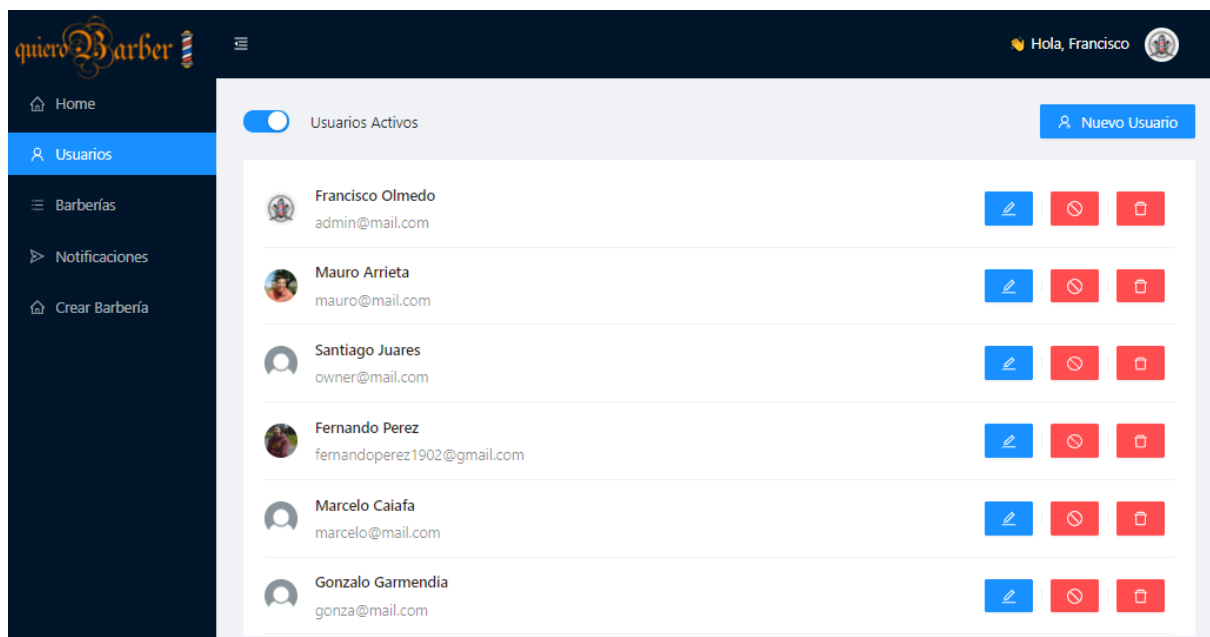 quiero Barber
👋 Hola, Francisco
Home
Usuarios
Barberías
Notificaciones
Crear Barbería
Usuarios Activos
Nuevo Usuario
Francisco Olmedo
admin@mail.com
Mauro Arrieta
mauro@mail.com
Santiago Juares
owner@mail.com
Fernando Perez
fernandoperez1902@gmail.com
Marcelo Caiafa
marcelo@mail.com
Gonzalo Garmendia
gonza@mail.com